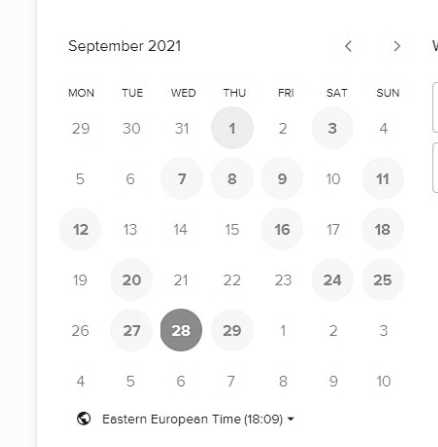 September 2021 < >
MON TUE WED THU FRI SAT SUN
29 30 31 1 2 3 4
5 6 7 8 9 10 11
12 13 14 15 16 17 18
19 20 21 22 23 24 25
26 27 28 29 1 2 3
4 5 6 7 8 9 10
Eastern European Time (18:09)